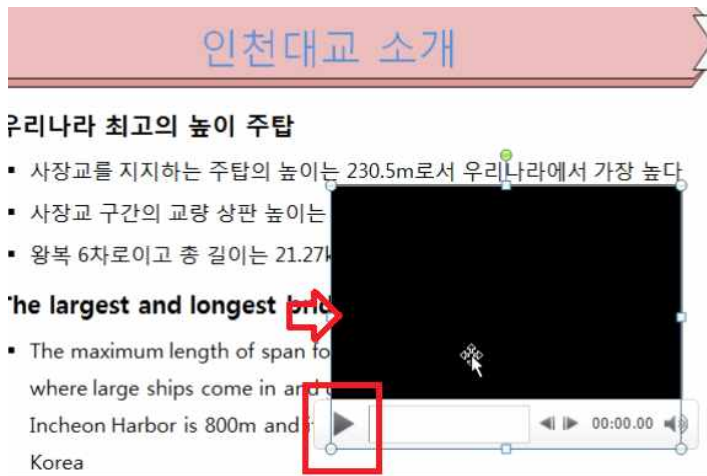 인천대교 소개
우리나라 최고의 높이 주탑
▪ 사장교를 지지하는 주탑의 높이는 230.5m로서 우리나라에서 가장 높다
▪ 사장교 구간의 교량 상판 높이는
▪ 왕복 6차로이고 총 길이는
The largest and longest
▪ The maximum length of span
where large ships come in and
Incheon Harbor is 800m and
00:00.00
Korea